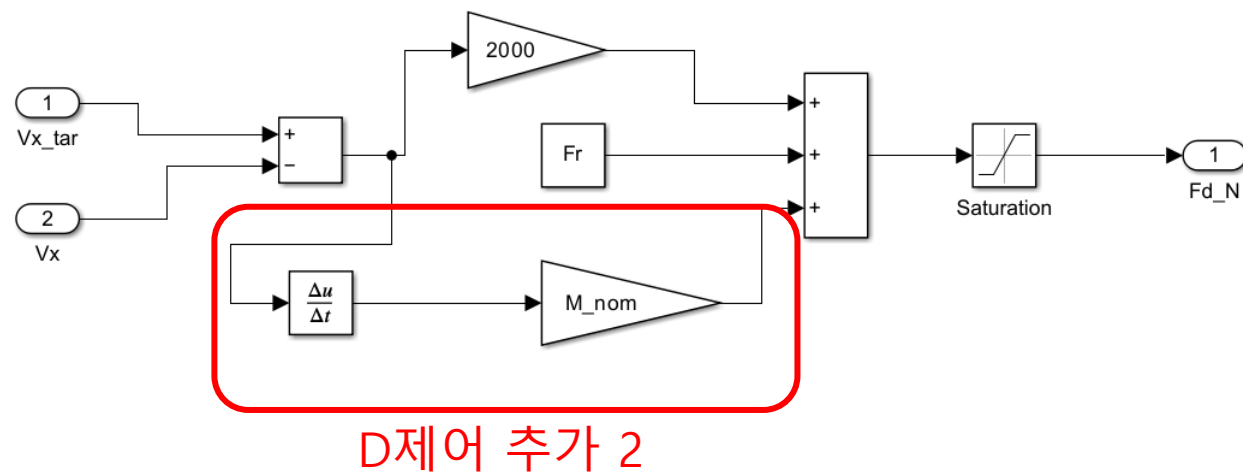 2000
1
+
+
Vx_tar
−
Fr
+
1
2
Saturation
Fd_N
Vx
+
Δu
Δt
M_nom
D제어 추가 2